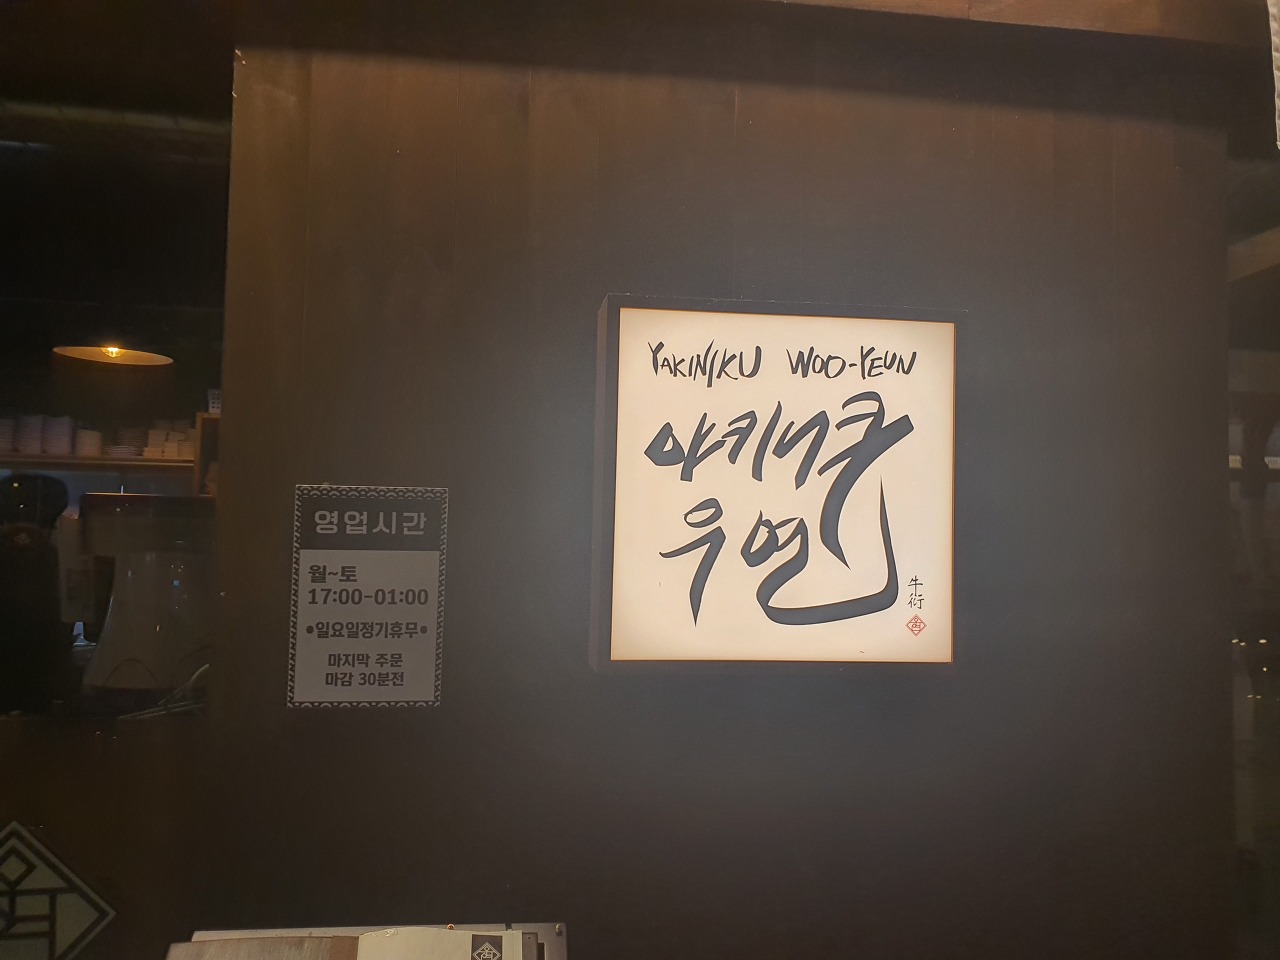 영업시간
월~토
17:00-01:00
•일요일정기휴무•
마지막 주문
마감 30분전
YAKINIKU WOO-YEUN
야키니쿠
우연
牛
衍
우연